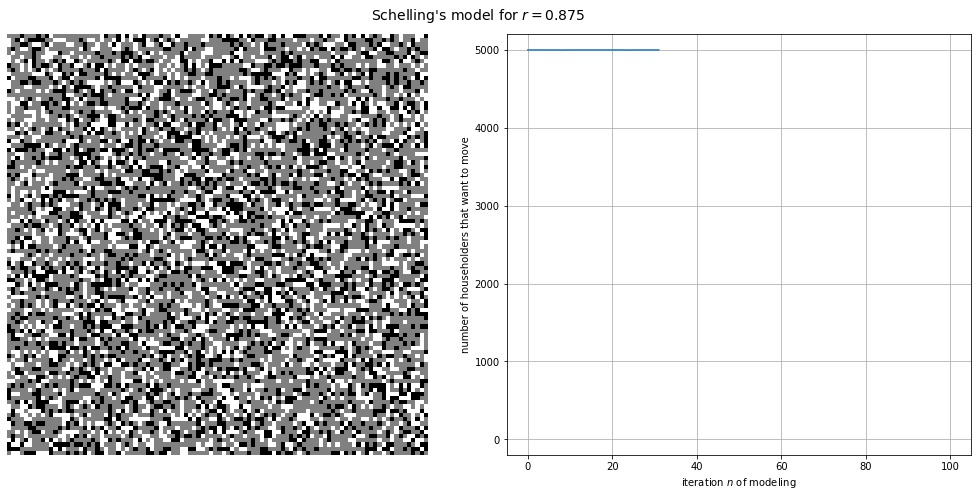 Schelling's model for r = 0.875
number of householders that want to move
5000
4000
3000
2000
1000
0
0 20 40 60 80 100
iteration n of modeling